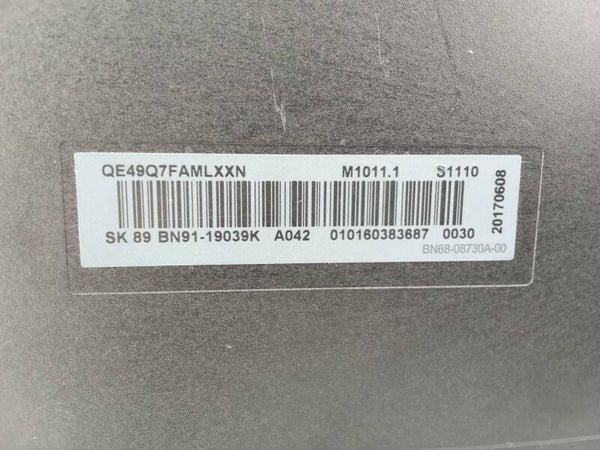 QE49Q7FAMLXXN M1011.1 S1110
SK 89 BN91-19039K A042 010160383687 0030
BN68-08730A-00
20170608